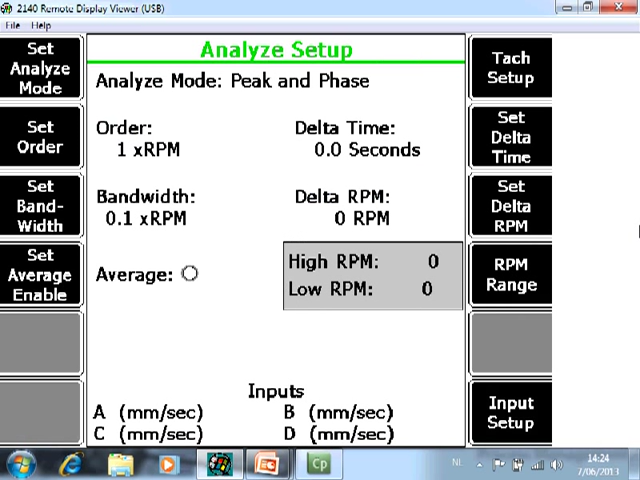 2140 Remote Display Viewer (USB)
File Help
Set
Analyze
Mode
Set
Order
Set
Band-
Width
Set
Average
Enable
Analyze Setup
Analyze Mode: Peak and Phase
Order:
1 xRPM
Delta Time:
0.0 Seconds
Bandwidth:
0.1 xRPM
Delta RPM:
0 RPM
Average:
High RPM: 0
Low RPM: 0
Inputs
A (mm/sec) B (mm/sec)
C (mm/sec) D (mm/sec)
Tach
Setup
Set
Delta
Time
Set
Delta
RPM
RPM
Range
Input
Setup
Cp
NL
14:24
7/06/2013